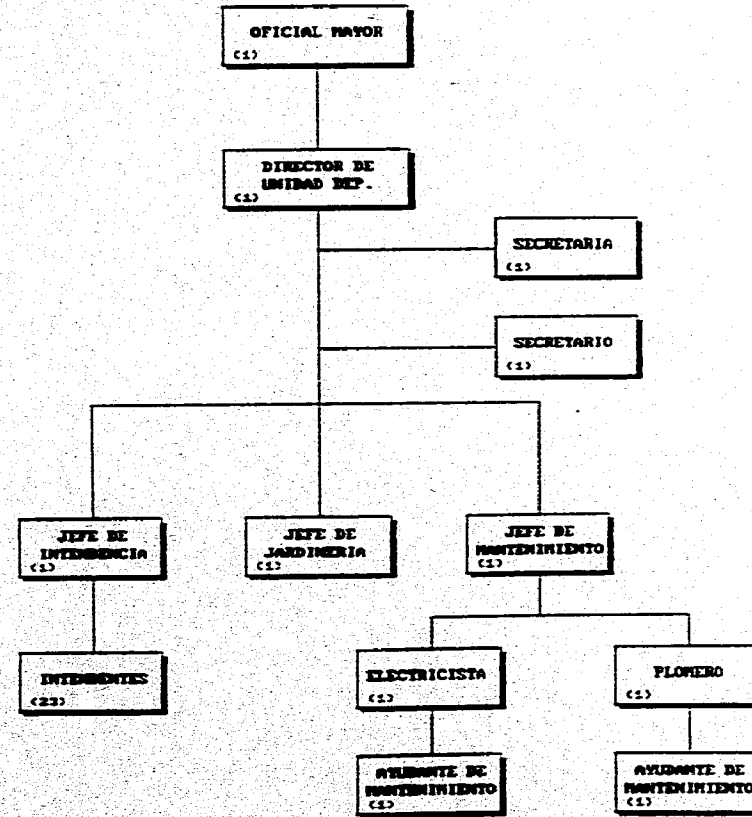 OFICIAL MAYOR
(1)
DIRECTOR DE
UNIDAD DEP.
(1)
SECRETARIA
(1)
SECRETARIO
(1)
JEFE DE
INTENDENCIA
(1)
JEFE DE
JARDINERIA
(1)
JEFE DE
MANTENIMIENTO
(1)
INTENDENTES
(23)
ELECTRICISTA
(1)
PLOMERO
(1)
AYUDANTE DE
MANTENIMIENTO
(1)
AYUDANTE DE
MANTENIMIENTO
(1)